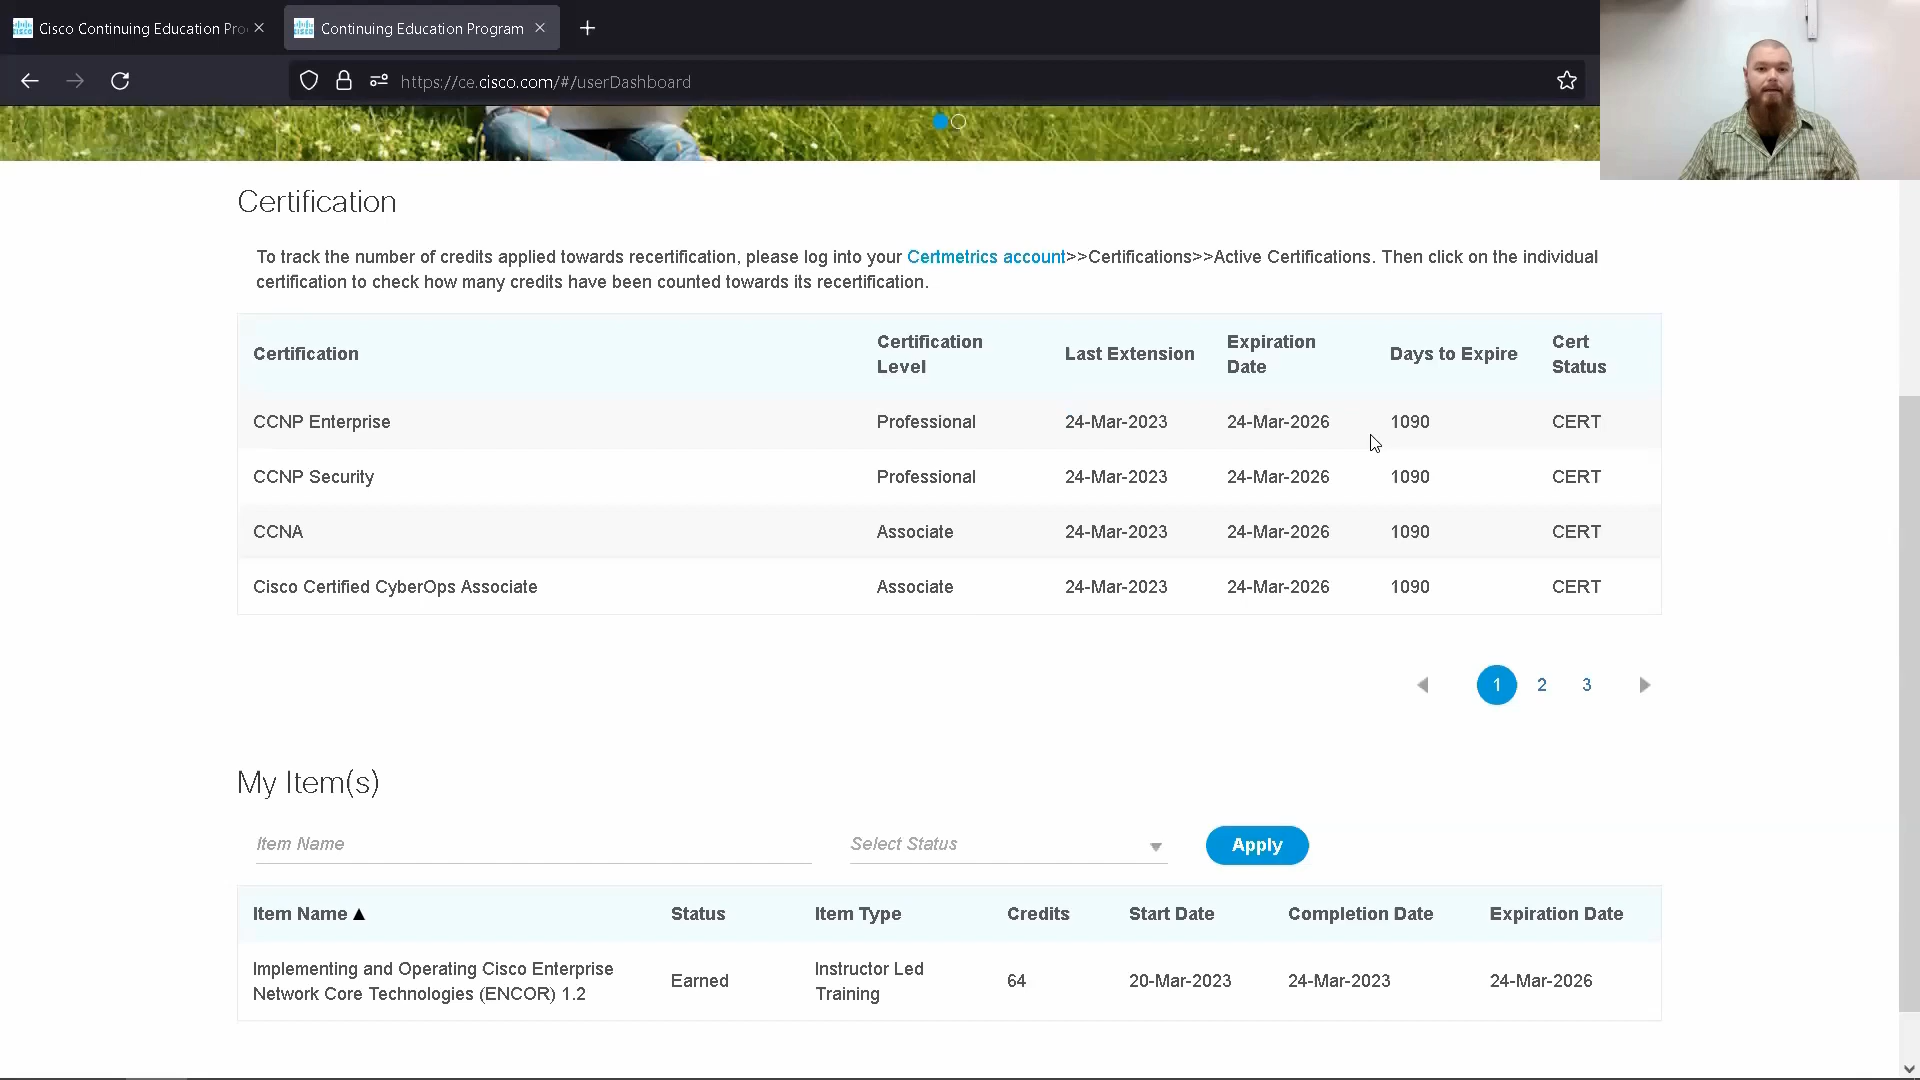 Cisco Continuing Education Pro
Continuing Education Program
https://ce.cisco.com/#/userDashboard
Certification
To track the number of credits applied towards recertification, please log into your Certmetrics account>>Certifications>>Active Certifications. Then click on the individual
certification to check how many credits have been counted towards its recertification.
Certification Certification Level Last Extension Expiration Date Days to Expire Cert Status
CCNP Enterprise Professional 24-Mar-2023 24-Mar-2026 1090 CERT
CCNP Security Professional 24-Mar-2023 24-Mar-2026 1090 CERT
CCNA Associate 24-Mar-2023 24-Mar-2026 1090 CERT
Cisco Certified CyberOps Associate Associate 24-Mar-2023 24-Mar-2026 1090 CERT
1 2 3
My Item(s)
Item Name Select Status Apply
Item Name ▲ Status Item Type Credits Start Date Completion Date Expiration Date
Implementing and Operating Cisco Enterprise
Network Core Technologies (ENCOR) 1.2 Earned Instructor Led Training 64 20-Mar-2023 24-Mar-2023 24-Mar-2026